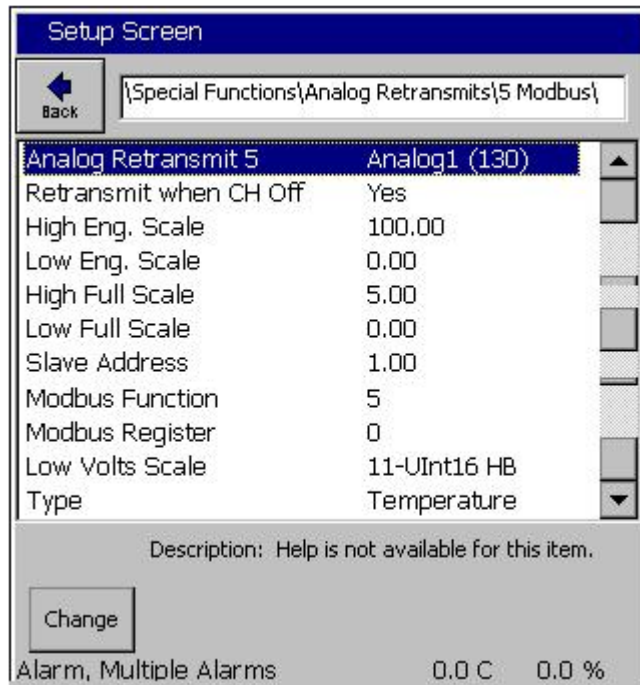 Setup Screen
Back
\Special Functions\Analog Retransmits\5 Modbus\
Analog Retransmit 5 Analog1 (130)
Retransmit when CH Off Yes
High Eng. Scale 100.00
Low Eng. Scale 0.00
High Full Scale 5.00
Low Full Scale 0.00
Slave Address 1.00
Modbus Function 5
Modbus Register 0
Low Volts Scale 11-UInt16 HB
Type Temperature
Description: Help is not available for this item.
Change
Alarm, Multiple Alarms 0.0 C 0.0 %